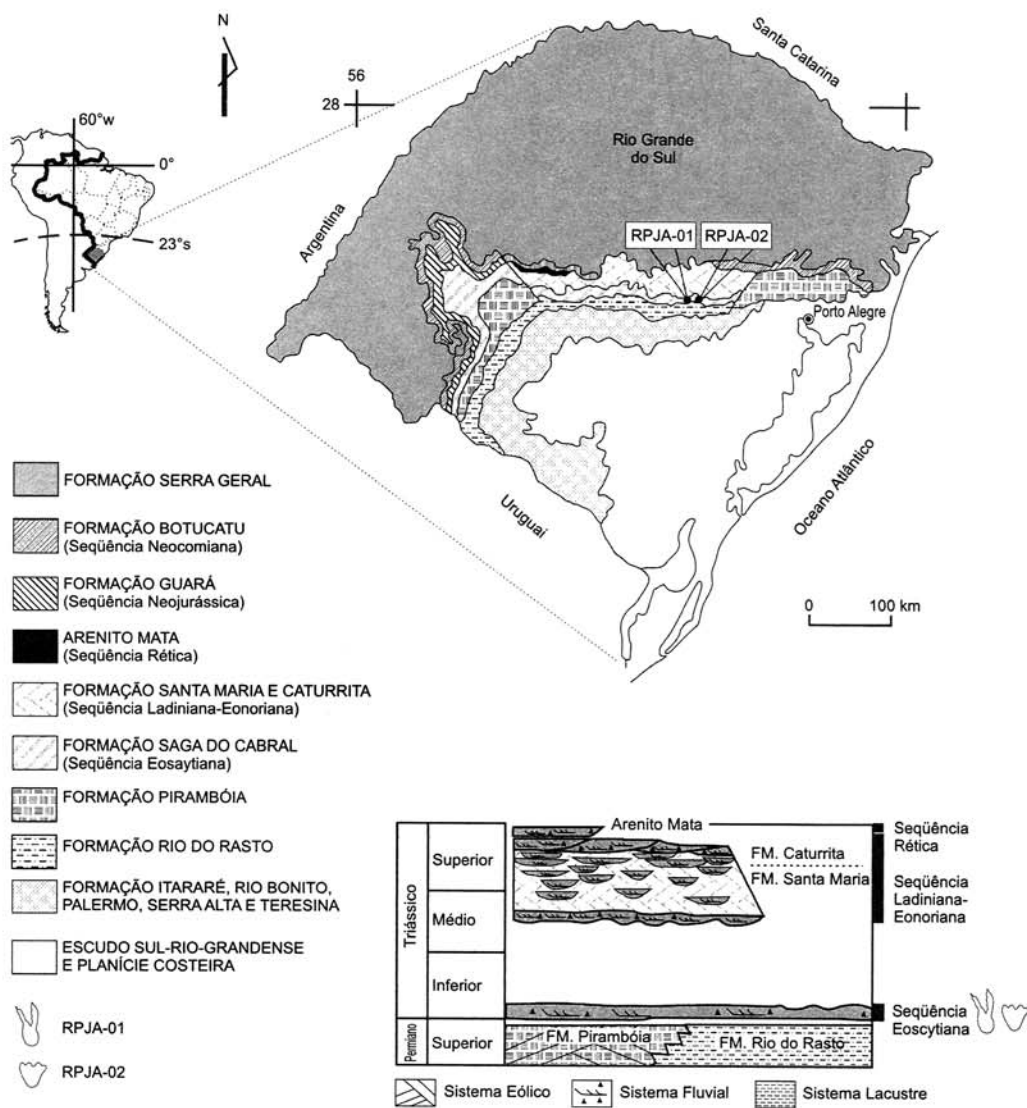 N
Santa Catarina
56
28
60°w
0°
23°s
Rio Grande
do Sul
Argentina
RPJA-01
RPJA-02
Porto Alegre
Uruguai
Oceano Atlântico
0
100 km
FORMAÇÃO SERRA GERAL
FORMAÇÃO BOTUCATU
(Seqüência Neocomiana)
FORMAÇÃO GUARÁ
(Seqüência Neojurássica)
ARENITO MATA
(Seqüência Rética)
FORMAÇÃO SANTA MARIA E CATURRITA
(Seqüência Ladiniana-Eonoriana)
FORMAÇÃO SAGA DO CABRAL
(Seqüência Eosaytiana)
FORMAÇÃO PIRAMBÓIA
FORMAÇÃO RIO DO RASTO
FORMAÇÃO ITARARÉ, RIO BONITO,
PALERMO, SERRA ALTA E TERESINA
ESCUDO SUL-RIO-GRANDENSE
E PLANÍCIE COSTEIRA
RPJA-01
RPJA-02
Triássico
Permiano
Superior
Médio
Inferior
Superior
Arenito Mata
FM. Caturrita
FM. Santa Maria
FM. Pirambóia
FM. Rio do Rasto
Seqüência
Rética
Seqüência
Ladiniana-
Eonoriana
Seqüência
Eoscytiana
Sistema Eólico
Sistema Fluvial
Sistema Lacustre